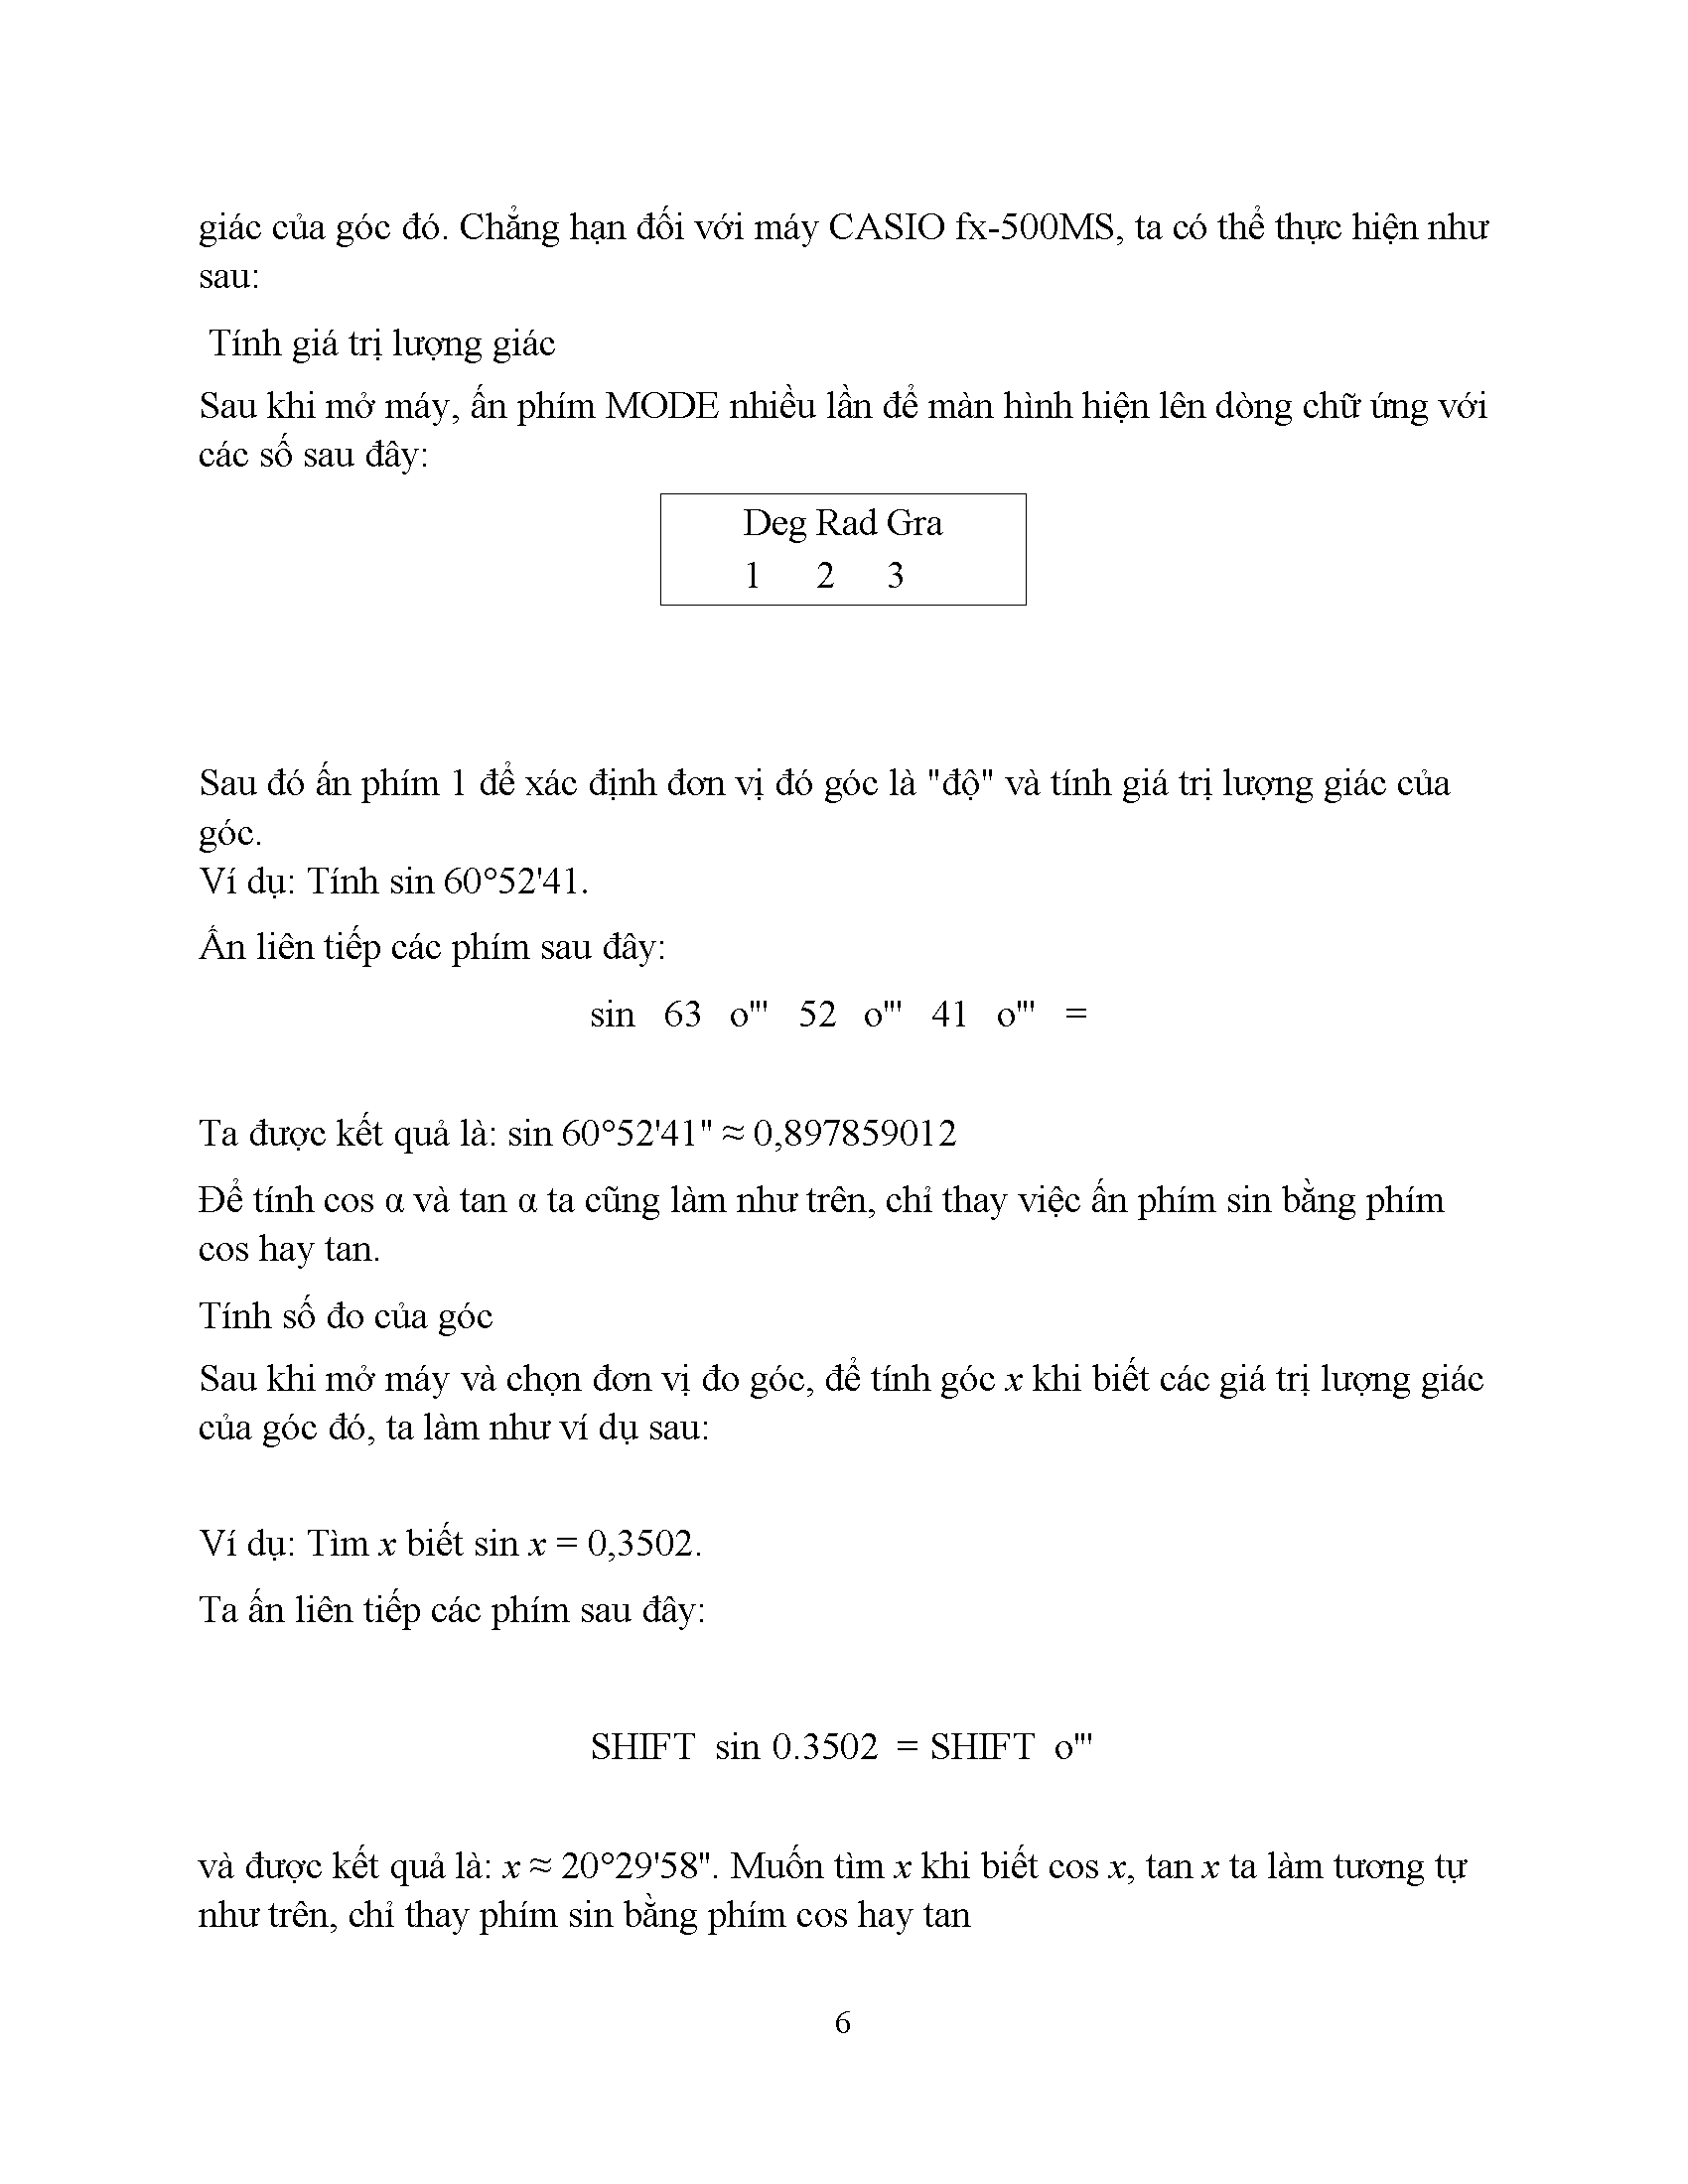 giác của góc đó. Chẳng hạn đối với máy CASIO fx-500MS, ta có thể thực hiện như
sau:
Tính giá trị lượng giác
Sau khi mở máy, ấn phím MODE nhiều lần để màn hình hiện lên dòng chữ ứng với
các số sau đây:
Deg Rad Gra
1 2 3
Sau đó ấn phím 1 để xác định đơn vị đó góc là "độ" và tính giá trị lượng giác của
góc.
Ví dụ: Tính sin 60°52'41.
Ấn liên tiếp các phím sau đây:
sin 63 o''' 52 o''' 41 o''' =
Ta được kết quả là: sin 60°52'41" ≈ 0,897859012
Để tính cos α và tan α ta cũng làm như trên, chỉ thay việc ấn phím sin bằng phím
cos hay tan.
Tính số đo của góc
Sau khi mở máy và chọn đơn vị đo góc, để tính góc x khi biết các giá trị lượng giác
của góc đó, ta làm như ví dụ sau:
Ví dụ: Tìm x biết sin x = 0,3502.
Ta ấn liên tiếp các phím sau đây:
SHIFT sin 0.3502 = SHIFT o'''
và được kết quả là: x ≈ 20°29'58". Muốn tìm x khi biết cos x, tan x ta làm tương tự
như trên, chỉ thay phím sin bằng phím cos hay tan
6